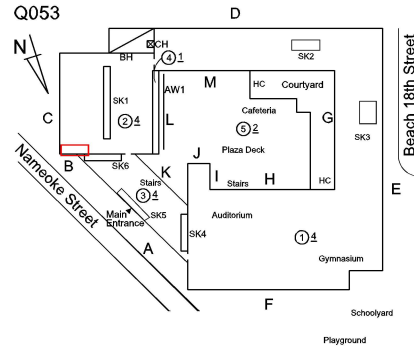 Q053
D
N
CH
BH
4 1
SK2
Beach 18th Street
M
HC
Courtyard
AW1
SK1
2 4
C
L
Cafeteria
G
SK3
5 2
Plaza Deck
B
SK6
K
J
E
Stairs
I
Stairs
H
HC
3 4
Nameoke Street
Main
Entrance
SK5
A
SK4
Auditorium
1 4
Gymnasium
F
Schoolyard
Playground